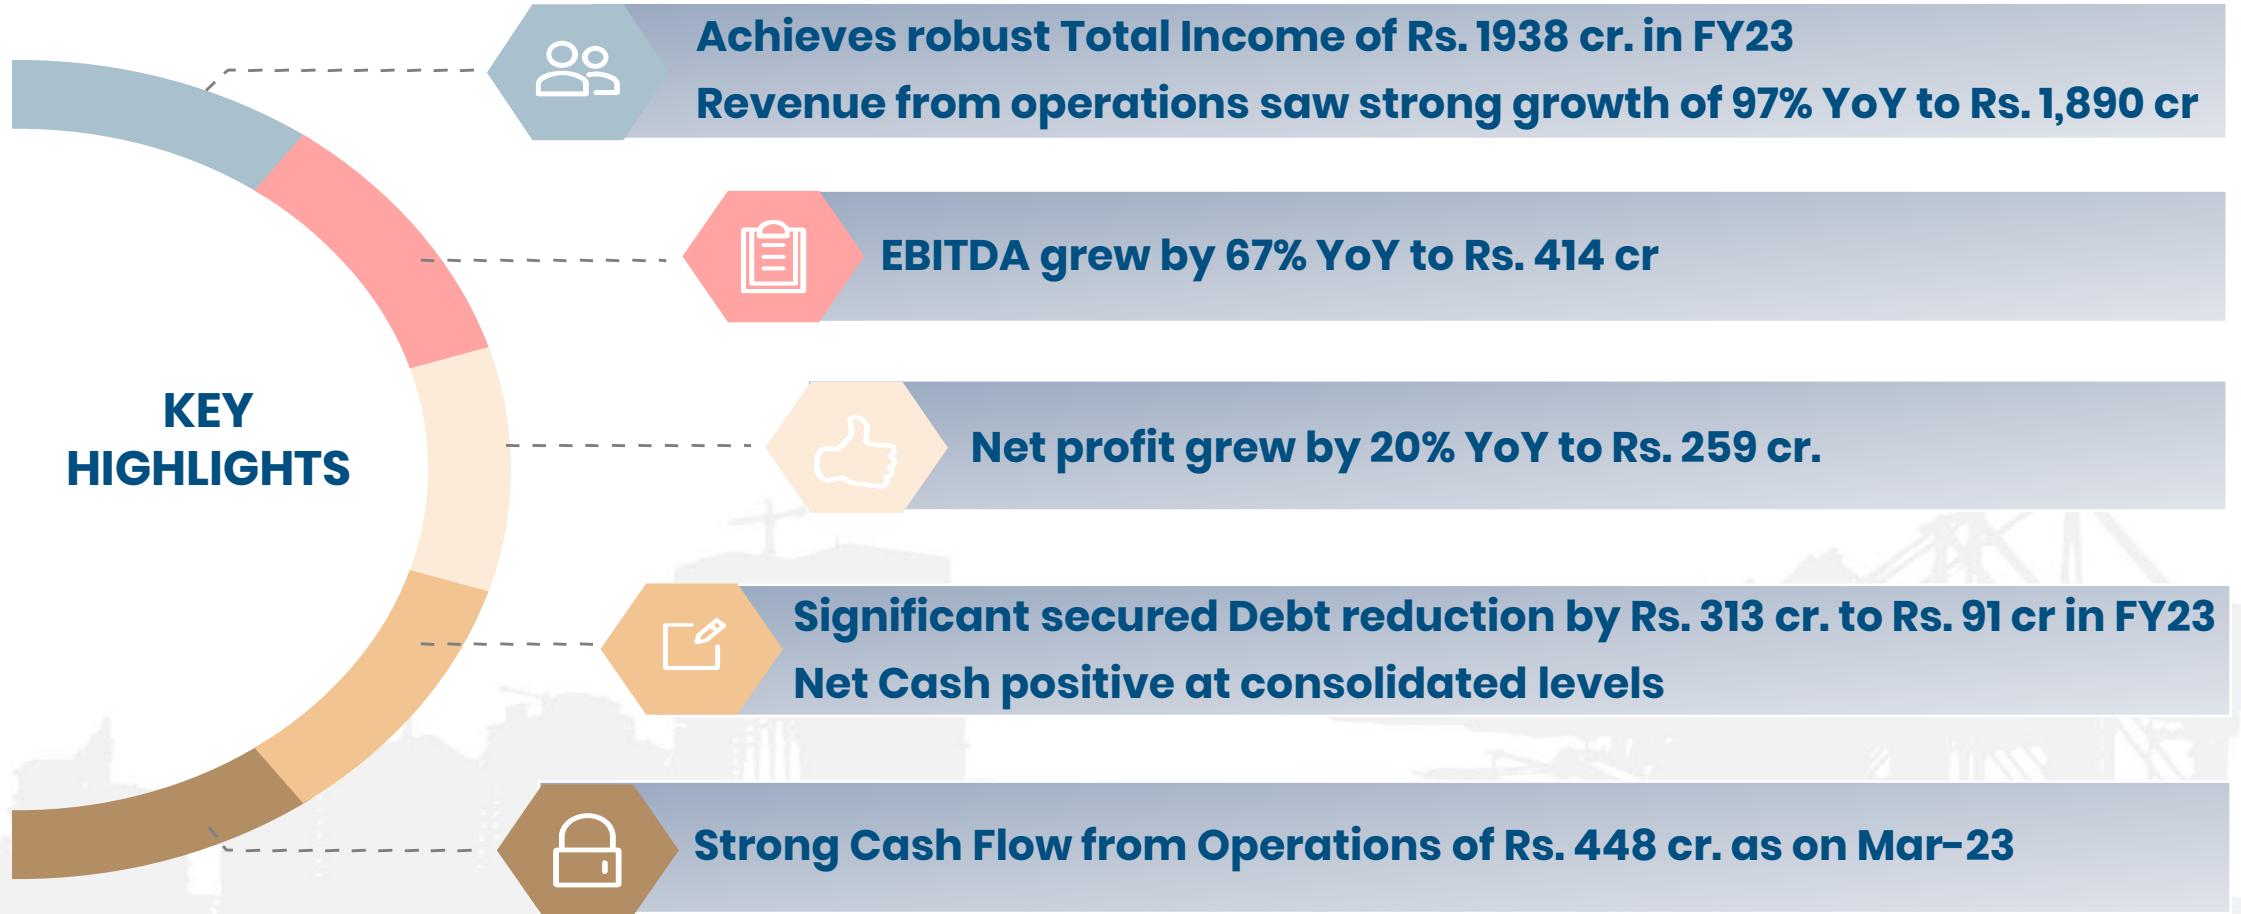 KEY
HIGHLIGHTS
Achieves robust Total Income of Rs. 1938 cr. in FY23
Revenue from operations saw strong growth of 97% YoY to Rs. 1,890 cr
EBITDA grew by 67% YoY to Rs. 414 cr
Net profit grew by 20% YoY to Rs. 259 cr.
Significant secured Debt reduction by Rs. 313 cr. to Rs. 91 cr in FY23
Net Cash positive at consolidated levels
Strong Cash Flow from Operations of Rs. 448 cr. as on Mar-23